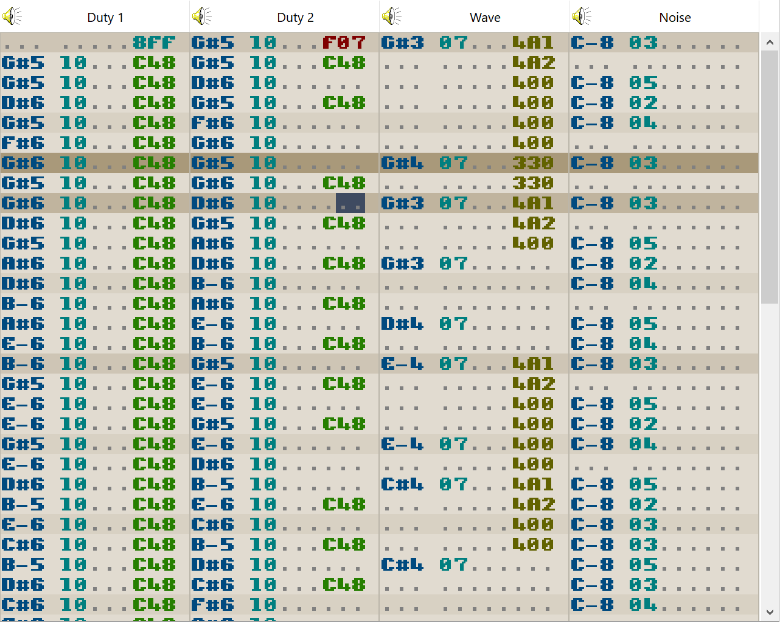 Duty 1 Duty 2 Wave Noise
... .....8FF G#5 10...F07 G#3 07...4A1 C-8 03......
G#5 10...C48 G#5 10...C48 ... .....4A2 ... ........
G#5 10...C48 D#6 10...... ... .....400 C-8 05......
D#6 10...C48 G#5 10...C48 ... .....400 C-8 02......
G#5 10...C48 F#6 10...... ... .....400 C-8 04......
F#6 10...C48 G#6 10...... ... .....400 ... ........
G#6 10...C48 G#5 10...... G#4 07...330 C-8 03......
G#5 10...C48 G#6 10...C48 ... .....330 ... ........
G#6 10...C48 D#6 10...... G#3 07...4A1 C-8 03......
D#6 10...C48 G#5 10...C48 ... .....4A2 ... ........
G#5 10...C48 A#6 10...... ... .....400 C-8 05......
A#6 10...C48 D#6 10...C48 G#3 07...... C-8 02......
D#6 10...C48 B-6 10...... ... ........ C-8 04......
B-6 10...C48 A#6 10...C48 ... ........ ... ........
A#6 10...C48 E-6 10...... D#4 07...... C-8 05......
E-6 10...C48 B-6 10...C48 ... ........ C-8 04......
B-6 10...C48 G#5 10...... E-4 07...4A1 C-8 03......
G#5 10...C48 E-6 10...C48 ... .....4A2 ... ........
E-6 10...C48 E-6 10...... ... .....400 C-8 05......
E-6 10...C48 G#5 10...C48 ... .....400 C-8 02......
G#5 10...C48 E-6 10...... E-4 07...400 C-8 04......
E-6 10...C48 D#6 10...... ... .....400 ... ........
D#6 10...C48 B-5 10...... C#4 07...4A1 C-8 05......
B-5 10...C48 E-6 10...C48 ... .....4A2 C-8 02......
E-6 10...C48 C#6 10...... ... .....400 C-8 03......
C#6 10...C48 B-5 10...C48 ... .....400 C-8 03......
B-5 10...C48 D#6 10...... C#4 07...... C-8 05......
D#6 10...C48 C#6 10...C48 ... ........ C-8 03......
C#6 10...C48 F#6 10...... ... ........ C-8 04......